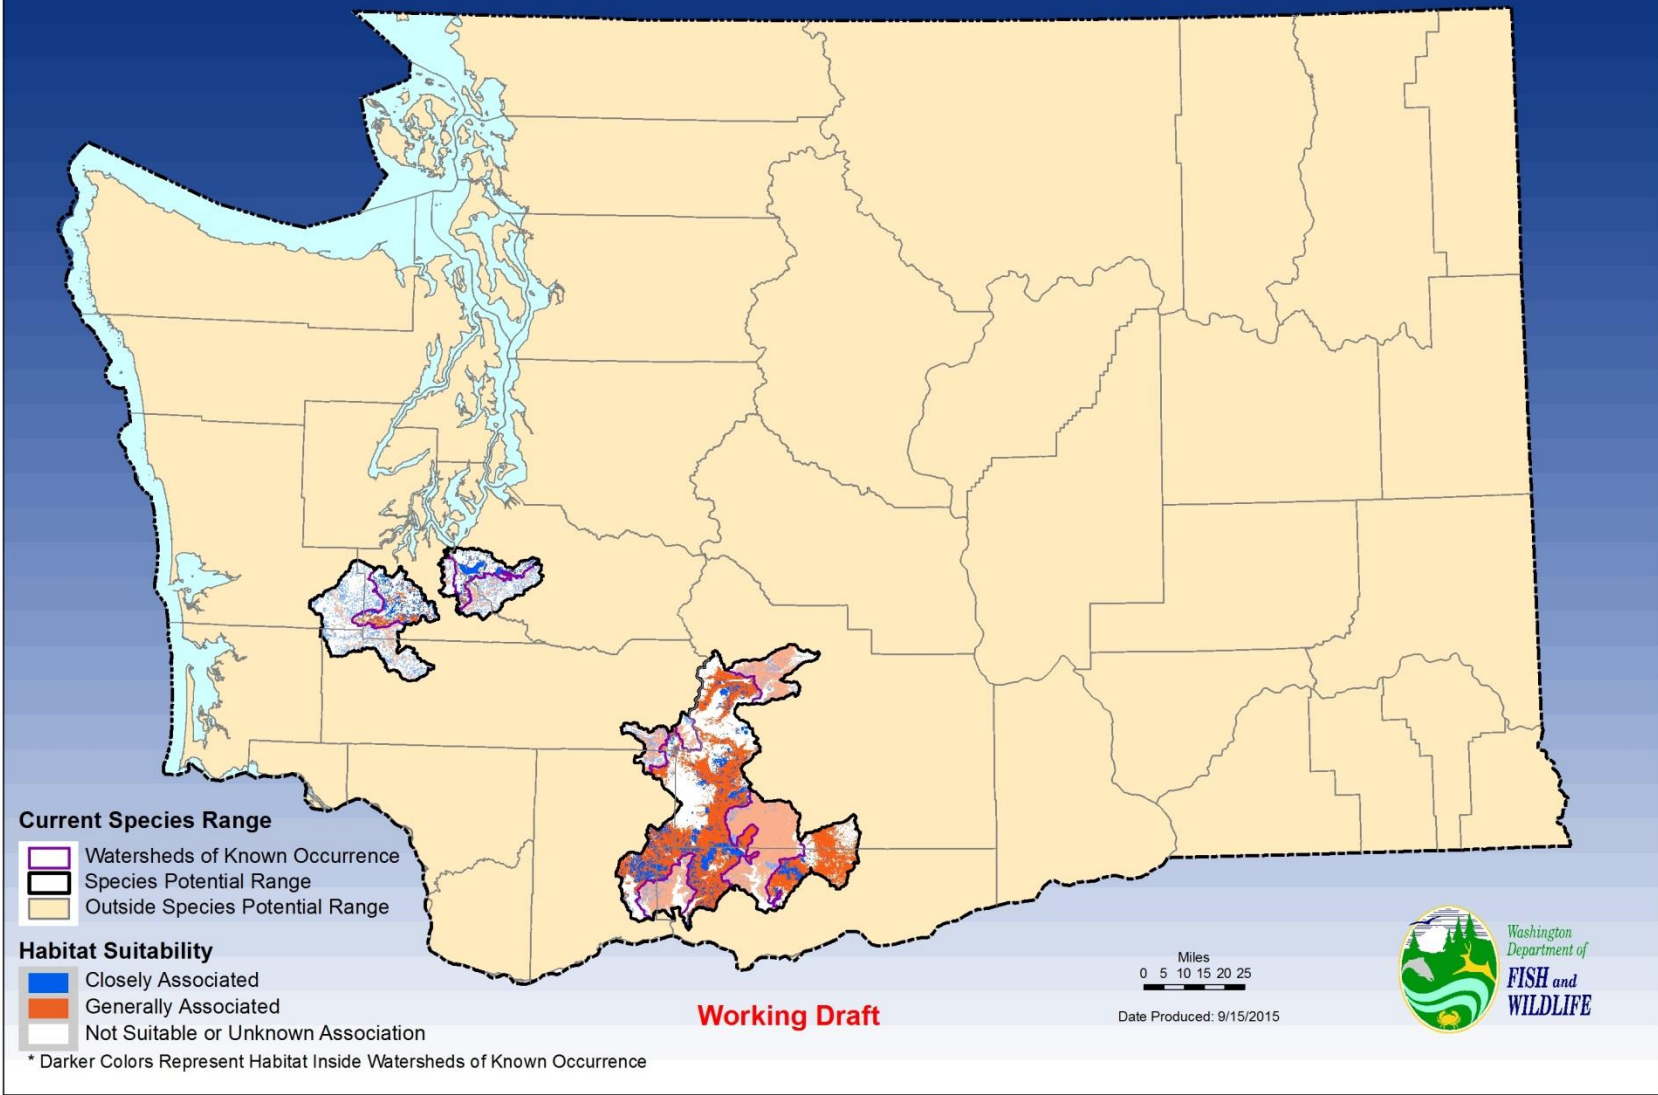 Current Species Range
Watersheds of Known Occurrence
Species Potential Range
Outside Species Potential Range
Habitat Suitability
Closely Associated
Generally Associated
Not Suitable or Unknown Association
* Darker Colors Represent Habitat Inside Watersheds of Known Occurrence
Working Draft
Miles
0 5 10 15 20 25
Date Produced: 9/15/2015
Washington
Department of
FISH and
WILDLIFE